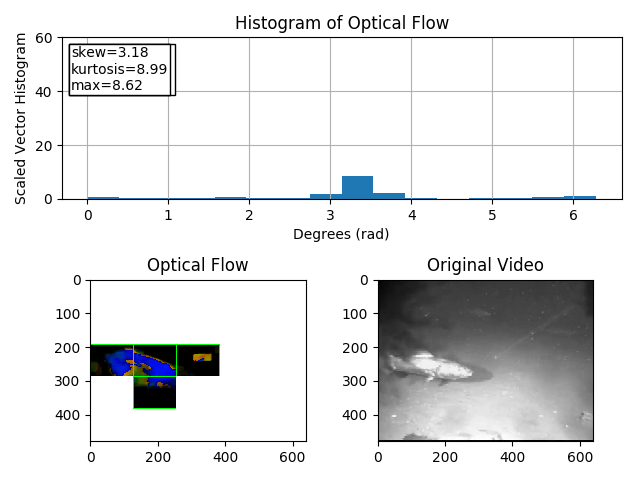 Histogram of Optical Flow
Scaled Vector Histogram
60
40
20
0
skew=3.18
kurtosis=8.99
max=8.62
0 1 2 3 4 5 6
Degrees (rad)
Optical Flow
0
100
200
300
400
0 200 400 600
Original Video
0
100
200
300
400
0 200 400 600